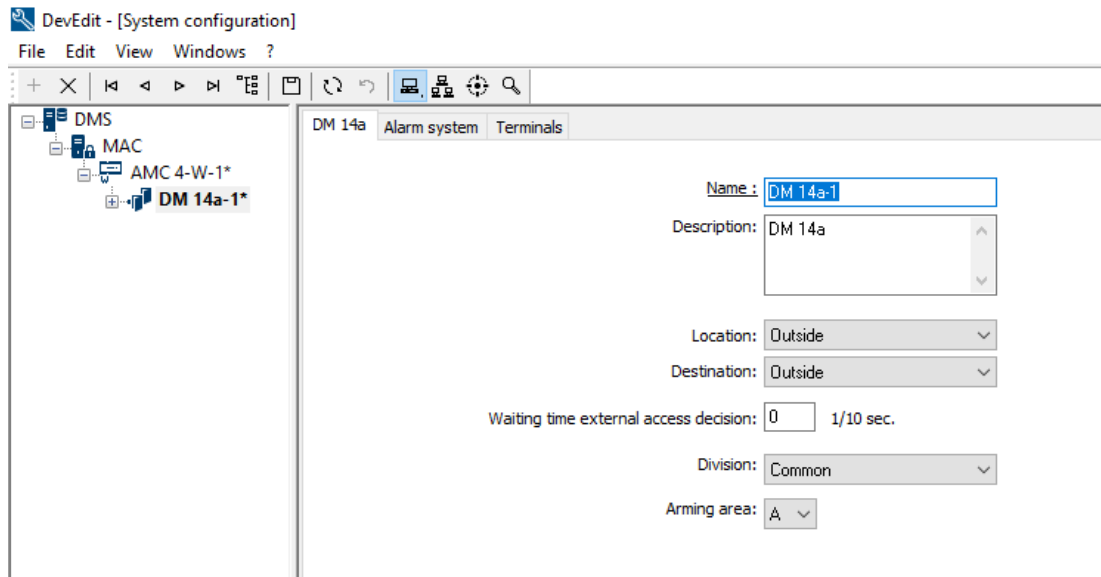 DevEdit - [System configuration]
File Edit View Windows ?
DMS
MAC
AMC 4-W-1*
DM 14a-1*
DM 14a Alarm system Terminals
Name : DM 14a-1
Description: DM 14a
Location: Outside
Destination: Outside
Waiting time external access decision: 0 1/10 sec.
Division: Common
Arming area: A